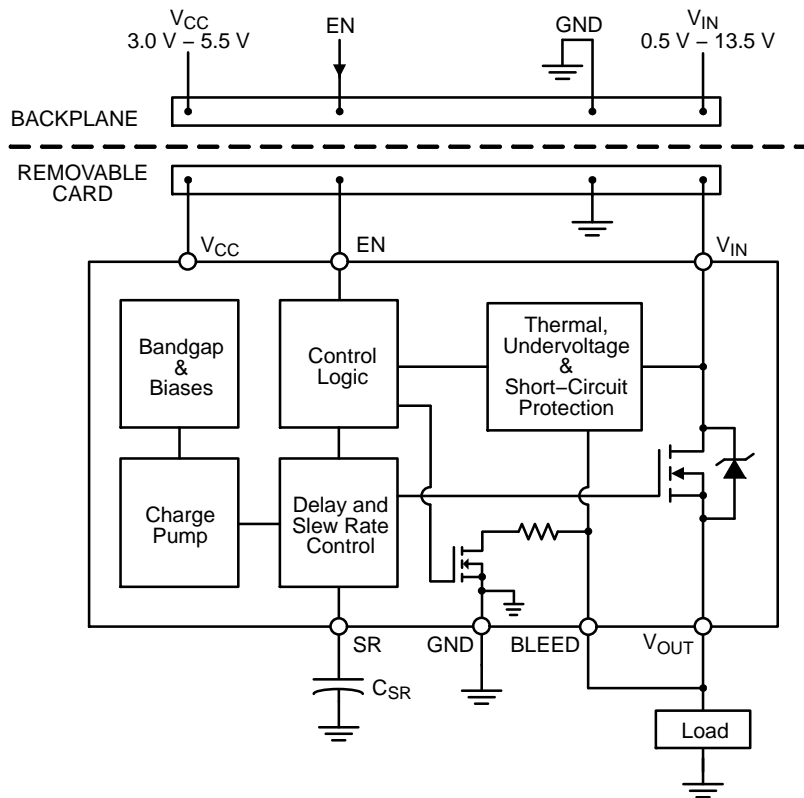 VCC
3.0 V – 5.5 V
EN
GND
VIN
0.5 V – 13.5 V
BACKPLANE
REMOVABLE
CARD
VCC
EN
VIN
Bandgap
&
Biases
Control
Logic
Thermal,
Undervoltage
&
Short–Circuit
Protection
Charge
Pump
Delay and
Slew Rate
Control
SR
GND
BLEED
VOUT
CSR
Load